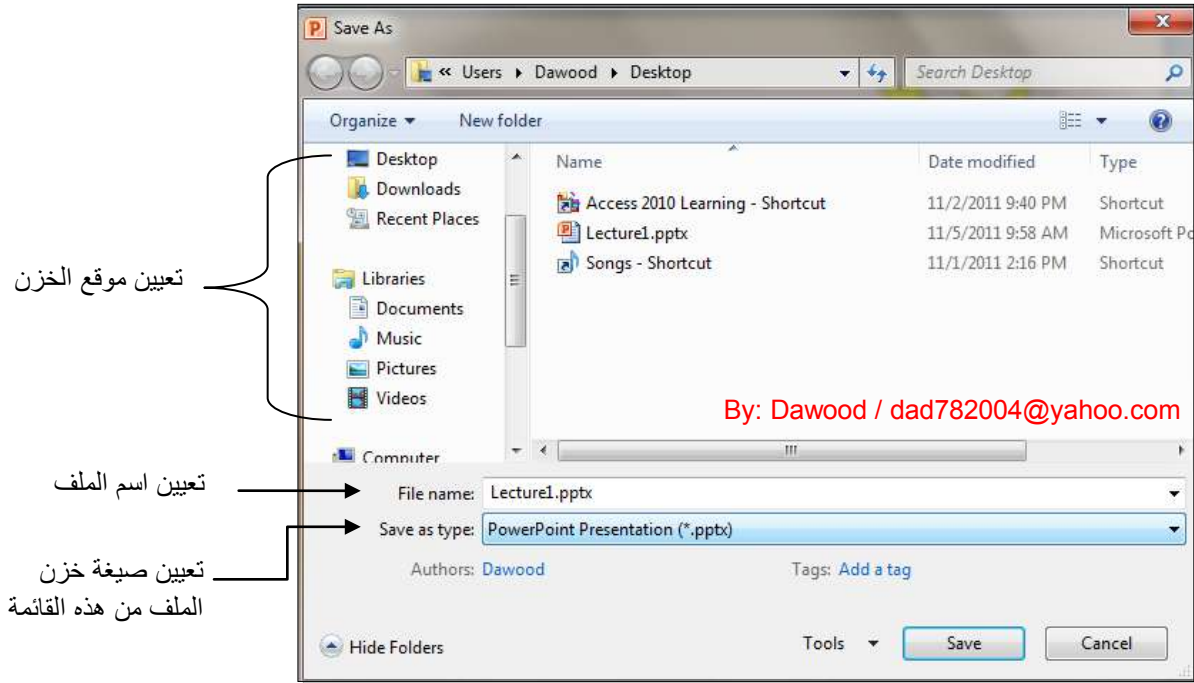 Save As
« Users Dawood Desktop
Search Desktop
Organize
New folder
Desktop
Downloads
Recent Places
Libraries
Documents
Music
Pictures
Videos
Computer
Name Date modified Type
Access 2010 Learning - Shortcut 11/2/2011 9:40 PM Shortcut
Lecture1.pptx 11/5/2011 9:58 AM Microsoft Po
Songs - Shortcut 11/1/2011 2:16 PM Shortcut
By: Dawood / dad782004@yahoo.com
تعيين موقع الخزن
تعيين اسم الملف
File name: Lecture1.pptx
Save as type: PowerPoint Presentation (*.pptx)
تعيين صيغة خزن
الملف من هذه القائمة
Authors: Dawood Tags: Add a tag
Hide Folders
Tools
Save
Cancel